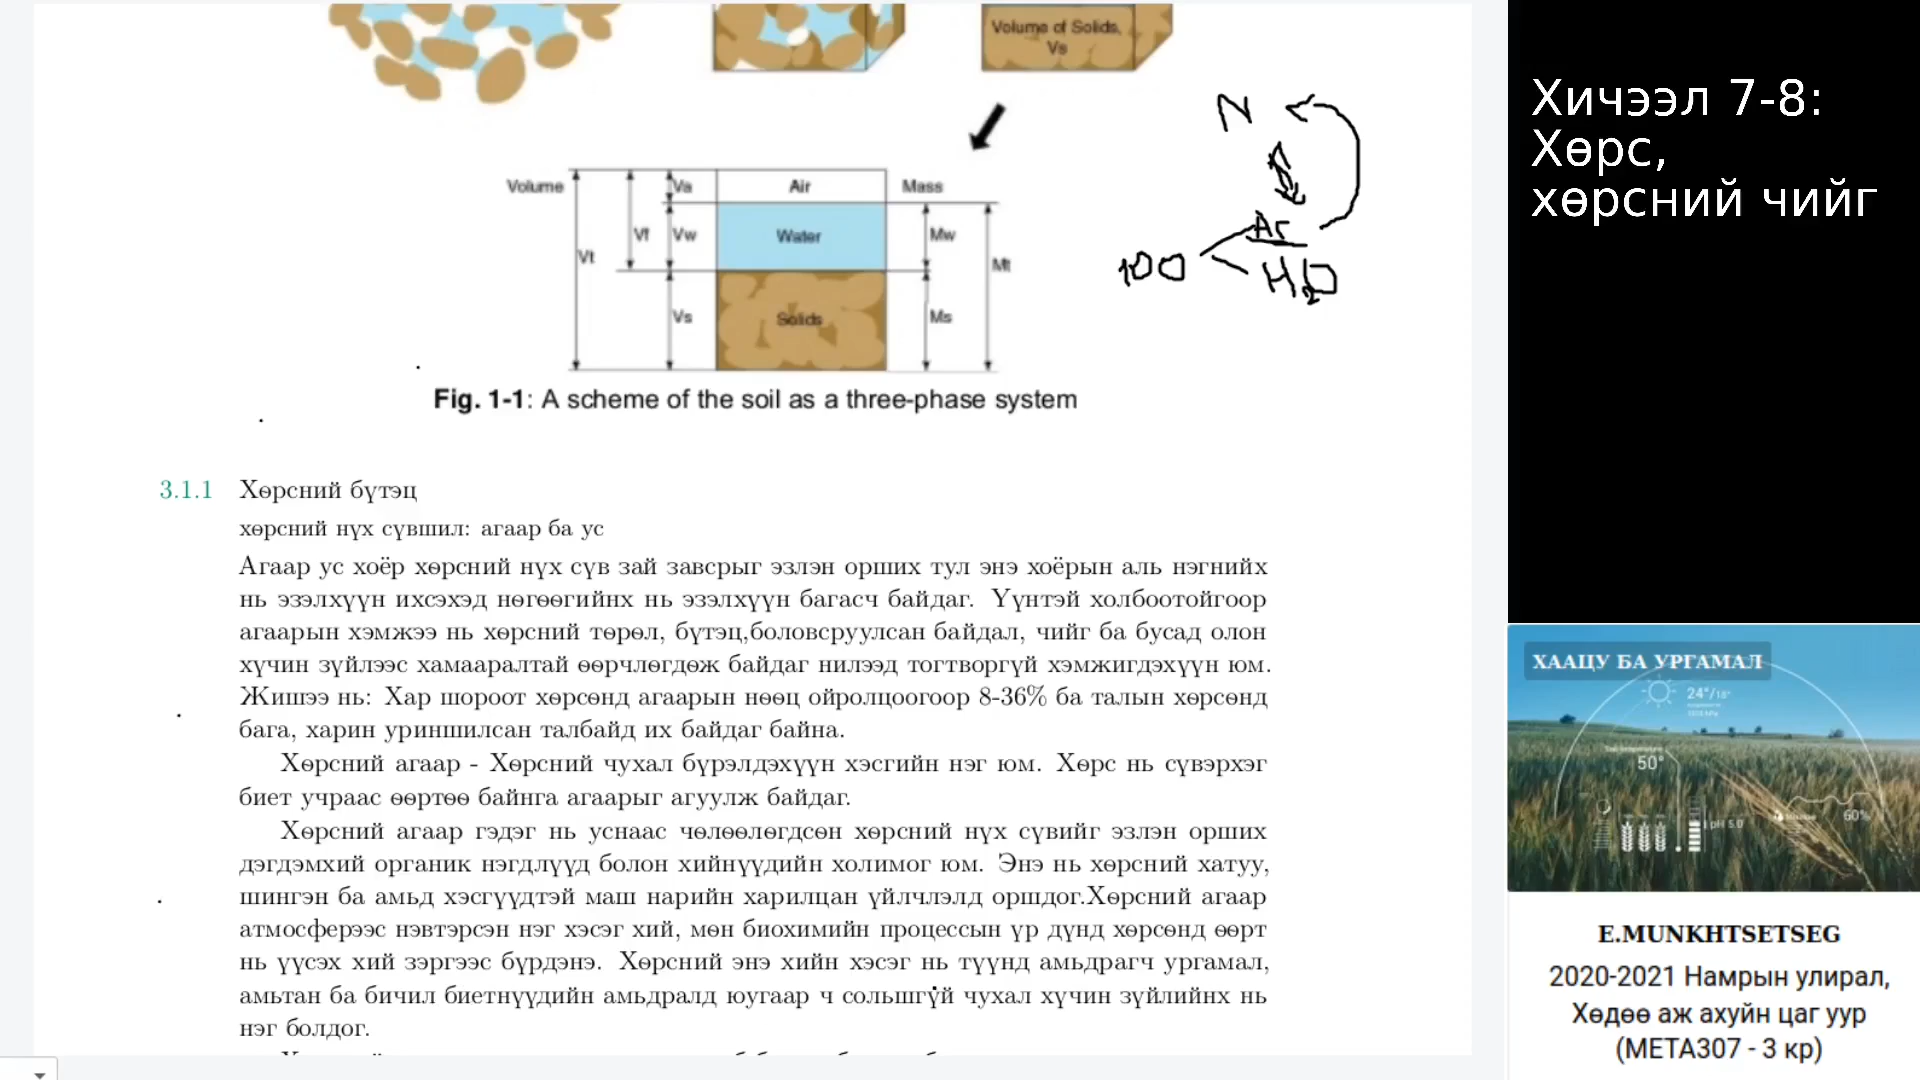 Volume of Solids,
Vs
N
Volume
Va
Air
Mass
Vt
Vf
Vw
Water
Mw
Mt
Vs
Solids
Ms
Ar
100
H2O
Fig. 1-1: A scheme of the soil as a three-phase system
3.1.1 Хөрсний бүтэц
хөрсний нүх сүвшил: агаар ба ус
Агаар ус хоёр хөрсний нүх сүв зай завсрыг эзлэн орших тул энэ хоёрын аль нэгнийх
нь эзэлхүүн ихсэхэд нөгөөгийнх нь эзэлхүүн багасч байдаг. Үүнтэй холбоотойгоор
агаарын хэмжээ нь хөрсний төрөл, бүтэц,боловсруулсан байдал, чийг ба бусад олон
хүчин зүйлээс хамааралтай өөрчлөгдөж байдаг нилээд тогтворгүй хэмжигдэхүүн юм.
Жишээ нь: Хар шороот хөрсөнд агаарын нөөц ойролцоогоор 8-36% ба талын хөрсөнд
бага, харин уриншилсан талбайд их байдаг байна.
Хөрсний агаар - Хөрсний чухал бүрэлдэхүүн хэсгийн нэг юм. Хөрс нь сүвэрхэг
биет учраас өөртөө байнга агаарыг агуулж байдаг.
Хөрсний агаар гэдэг нь уснаас чөлөөлөгдсөн хөрсний нүх сүвийг эзлэн орших
дэгдэмхий органик нэгдлүүд болон хийнүүдийн холимог юм. Энэ нь хөрсний хатуу,
шингэн ба амьд хэсгүүдтэй маш нарийн харилцан үйлчлэлд оршдог.Хөрсний агаар
атмосферээс нэвтэрсэн нэг хэсэг хий, мөн биохимийн процессын үр дүнд хөрсөнд өөрт
нь үүсэх хий зэргээс бүрдэнэ. Хөрсний энэ хийн хэсэг нь түүнд амьдрагч ургамал,
амьтан ба бичил биетнүүдийн амьдралд юугаар ч сольшгүй чухал хүчин зүйлийнх нь
нэг болдог.
Хичээл 7-8:
Хөрс,
хөрсний чийг
ХААЦУ БА УРГАМАЛ
24°/18°
50°
pH 5.0
60%
E.MUNKHTSETSEG
2020-2021 Намрын улирал,
Хөдөө аж ахуйн цаг уур
(META307 - 3 кр)